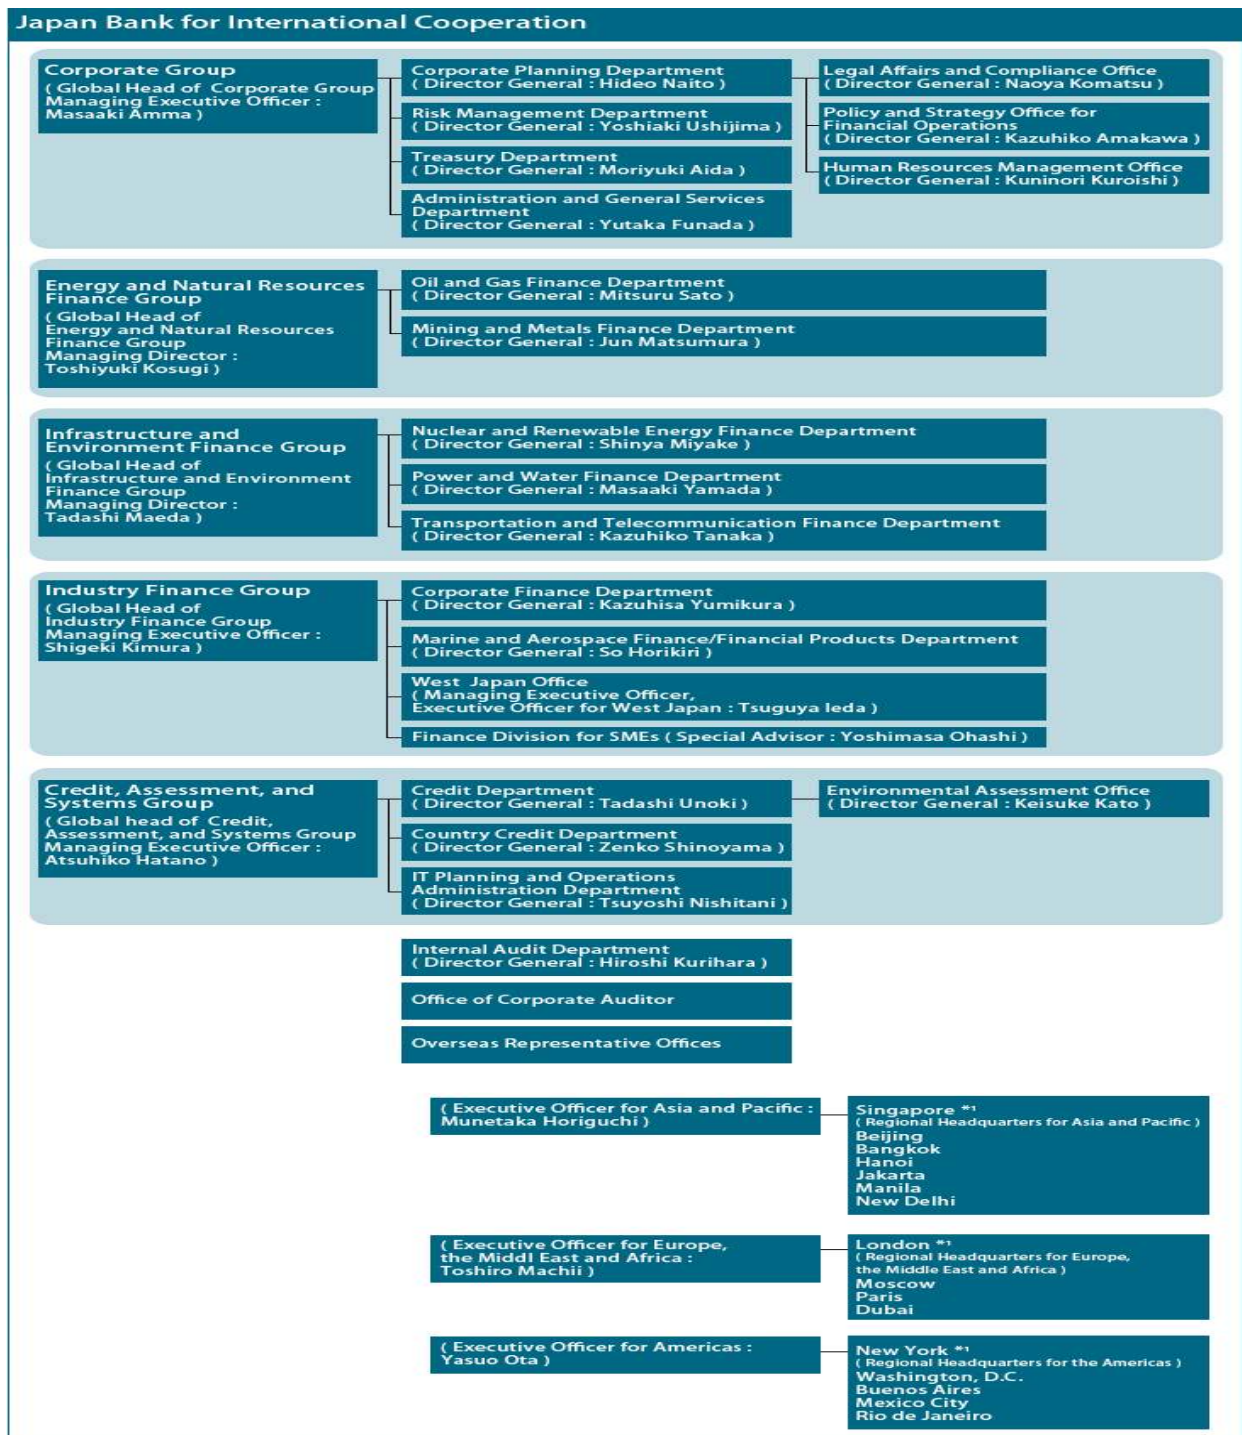 Japan Bank for International Cooperation
Corporate Group
( Global Head of Corporate Group
Managing Executive Officer :
Masaaki Amma )
Corporate Planning Department
( Director General : Hideo Naito )
Legal Affairs and Compliance Office
( Director General : Naoya Komatsu )
Risk Management Department
( Director General : Yoshiaki Ushijima )
Policy and Strategy Office for
Financial Operations
( Director General : Kazuhiko Amakawa )
Treasury Department
( Director General : Moriyuki Aida )
Human Resources Management Office
( Director General : Kuninori Kuroishi )
Administration and General Services
Department
( Director General : Yutaka Funada )
Energy and Natural Resources
Finance Group
( Global Head of
Energy and Natural Resources
Finance Group
Managing Director :
Toshiyuki Kosugi )
Oil and Gas Finance Department
( Director General : Mitsuru Sato )
Mining and Metals Finance Department
( Director General : Jun Matsumura )
Infrastructure and
Environment Finance Group
( Global Head of
Infrastructure and Environment
Finance Group
Managing Director :
Tadashi Maeda )
Nuclear and Renewable Energy Finance Department
( Director General : Shinya Miyake )
Power and Water Finance Department
( Director General : Masaaki Yamada )
Transportation and Telecommunication Finance Department
( Director General : Kazuhiko Tanaka )
Industry Finance Group
( Global Head of
Industry Finance Group
Managing Executive Officer :
Shigeki Kimura )
Corporate Finance Department
( Director General : Kazuhisa Yumikura )
Marine and Aerospace Finance/Financial Products Department
( Director General : So Horikiri )
West Japan Office
( Managing Executive Officer,
Executive Officer for West Japan : Tsuguya Ieda )
Finance Division for SMEs ( Special Advisor : Yoshimasa Ohashi )
Credit, Assessment, and
Systems Group
( Global head of Credit,
Assessment, and Systems Group
Managing Executive Officer :
Atsuhiko Hatano )
Credit Department
( Director General : Tadashi Unoki )
Environmental Assessment Office
( Director General : Keisuke Kato )
Country Credit Department
( Director General : Zenko Shinoyama )
IT Planning and Operations
Administration Department
( Director General : Tsuyoshi Nishitani )
Internal Audit Department
( Director General : Hiroshi Kurihara )
Office of Corporate Auditor
Overseas Representative Offices
( Executive Officer for Asia and Pacific :
Munetaka Horiguchi )
Singapore *1
( Regional Headquarters for Asia and Pacific )
Beijing
Bangkok
Hanoi
Jakarta
Manila
New Delhi
( Executive Officer for Europe,
the Middl East and Africa :
Toshiro Machii )
London *1
( Regional Headquarters for Europe,
the Middle East and Africa )
Moscow
Paris
Dubai
( Executive Officer for Americas :
Yasuo Ota )
New York *1
( Regional Headquarters for the Americas )
Washington, D.C.
Buenos Aires
Mexico City
Rio de Janeiro